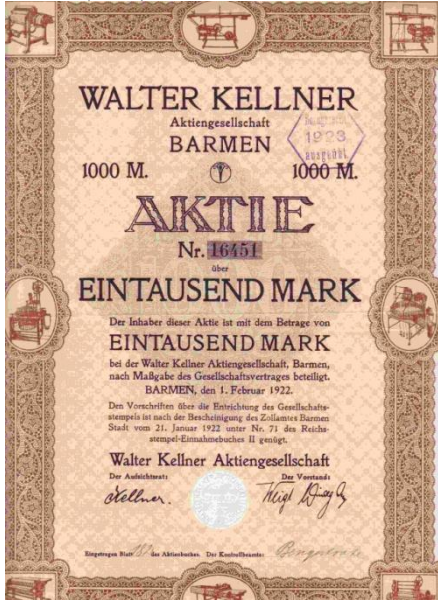 WALTER KELLNER
Aktiengesellschaft
BARMEN
1923
ausgeübt
1000 M.
1000 M.
AKTIE
Nr. 16451
über
EINTAUSEND MARK
Der Inhaber dieser Aktie ist mit dem Betrage von
EINTAUSEND MARK
bei der Walter Kellner Aktiengesellschaft, Barmen,
nach Maßgabe des Gesellschaftsvertrages beteiligt.
BARMEN, den 1. Februar 1922.
Den Vorschriften über die Entrichtung des Gesellschafts-
stempels ist nach der Bescheinigung des Zollamtes Barmen
Stadt vom 21. Januar 1922 unter Nr. 71 des Reichs-
stempel-Einnahmebuches II genügt.
Walter Kellner Aktiengesellschaft
Der Aufsichtsrat:
Der Vorstand:
Kellner.
Eingetragen Blatt des Aktienbuches. Der Kontrollbeamte: